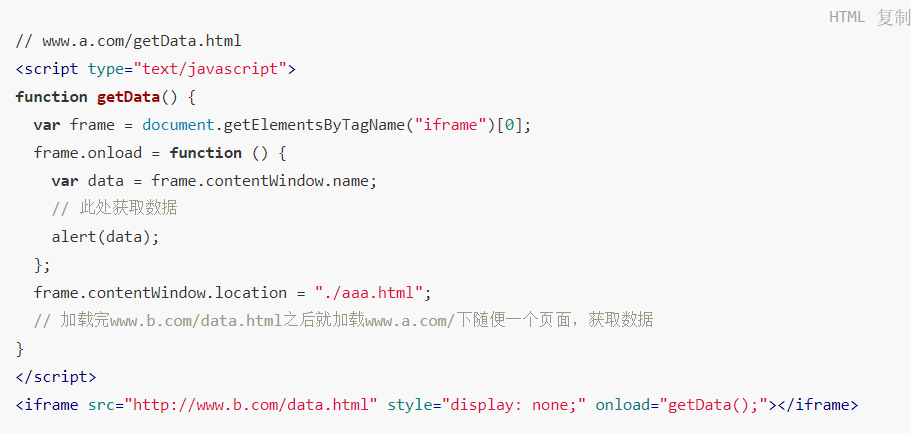 HTML 复制
// www.a.com/getData.html
<script type="text/javascript">
function getData() {
  var frame = document.getElementsByTagName("iframe")[0];
  frame.onload = function () {
    var data = frame.contentWindow.name;
    // 此处获取数据
    alert(data);
  };
  frame.contentWindow.location = "./aaa.html";
  // 加载完www.b.com/data.html之后就加载www.a.com/下随便一个页面，获取数据
}
</script>
<iframe src="http://www.b.com/data.html" style="display: none;" onload="getData();"></iframe>